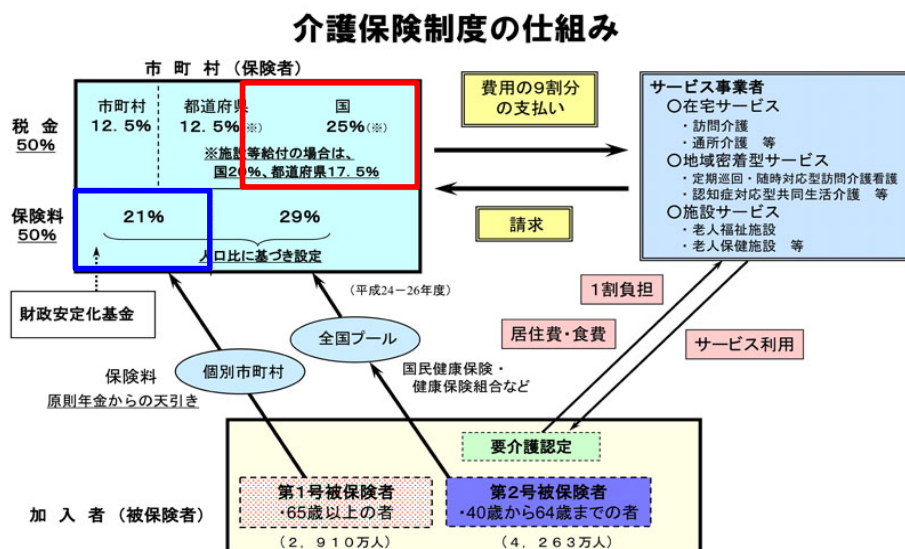 介護保険制度の仕組み
市 町 村 (保険者)
税 金
50%
市町村
12.5%
都道府県
12.5%(※)
国
25%(※)
※施設等給付の場合は、
国20%、都道府県17.5%
保険料
50%
21%
29%
人口比に基づき設定
財政安定化基金
(平成24-26年度)
費用の9割分
の支払い
請求
サービス事業者
○在宅サービス
・訪問介護
・通所介護 等
○地域密着型サービス
・定期巡回・随時対応型訪問介護看護
・認知症対応型共同生活介護 等
○施設サービス
・老人福祉施設
・老人保健施設 等
1割負担
居住費・食費
サービス利用
全国プール
個別市町村
保険料
原則年金からの天引き
国民健康保険・
健康保険組合など
要介護認定
加 入 者 (被保険者)
第1号被保険者
・65歳以上の者
第2号被保険者
・40歳から64歳までの者
(2,910万人)
(4,263万人)